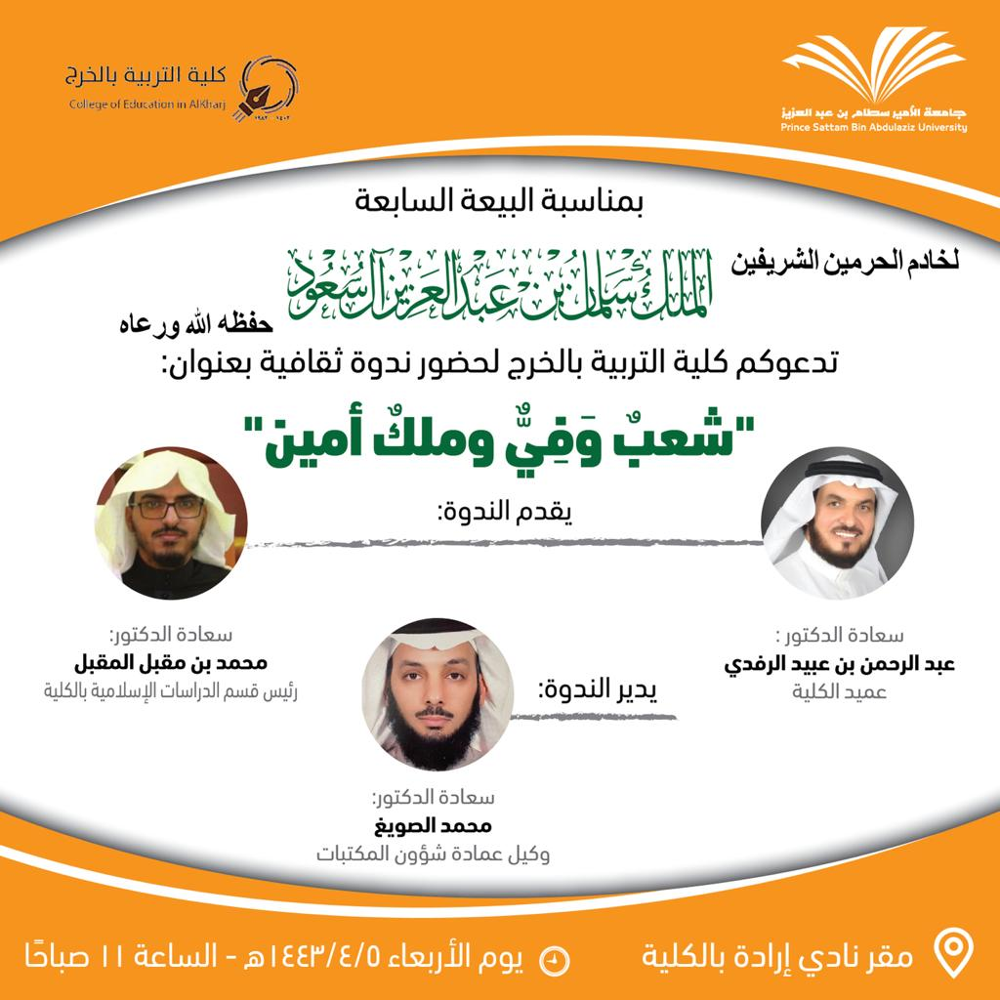 جامعة الأمير سطام بن عبد العزيز
Prince Sattam Bin Abdulaziz University
كلية التربية بالخرج
College of Education in AlKharj
١٤٠٢ ١٩٨٢
بمناسبة البيعة السابعة
لخادم الحرمين الشريفين
الملك سلمان بن عبد العزيز آل سعود
حفظه الله ورعاه
تدعوكم كلية التربية بالخرج لحضور ندوة ثقافية بعنوان:
"شعبٌ وَفِيٌّ وملكٌ أمين"
يقدم الندوة:
سعادة الدكتور :
عبد الرحمن بن عبيد الرفدي
عميد الكلية
سعادة الدكتور:
محمد بن مقبل المقبل
رئيس قسم الدراسات الإسلامية بالكلية
يدير الندوة:
سعادة الدكتور:
محمد الصويغ
وكيل عمادة شؤون المكتبات
مقر نادي إرادة بالكلية
يوم الأربعاء ١٤٤٣/٤/٥هـ - الساعة ١١ صباحًا